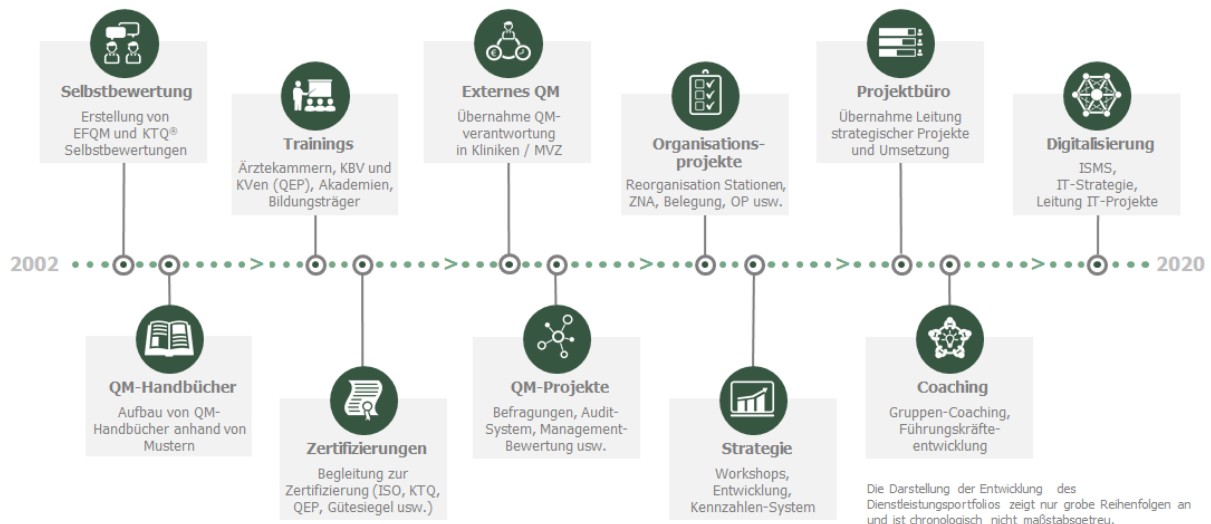 Selbstbewertung
Erstellung von
EFQM und KTQ®
Selbstbewertungen
Trainings
Ärztekammern, KBV und
KVen (QEP), Akademien,
Bildungsträger
Externes QM
Übernahme QM-
verantwortung
in Kliniken / MVZ
Organisations-
projekte
Reorganisation Stationen,
ZNA, Belegung, OP usw.
Projektbüro
Übernahme Leitung
strategischer Projekte
und Umsetzung
Digitalisierung
ISMS,
IT-Strategie,
Leitung IT-Projekte
2002
2020
QM-Handbücher
Aufbau von QM-
Handbücher anhand von
Mustern
Zertifizierungen
Begleitung zur
Zertifizierung (ISO, KTQ,
QEP, Gütesiegel usw.)
QM-Projekte
Befragungen, Audit-
System, Management-
Bewertung usw.
Strategie
Workshops,
Entwicklung,
Kennzahlen-System
Coaching
Gruppen-Coaching,
Führungskräfte-
entwicklung
Die Darstellung der Entwicklung des
Dienstleistungsportfolios zeigt nur grobe Reihenfolgen an
und ist chronologisch nicht maßstabsgetreu.